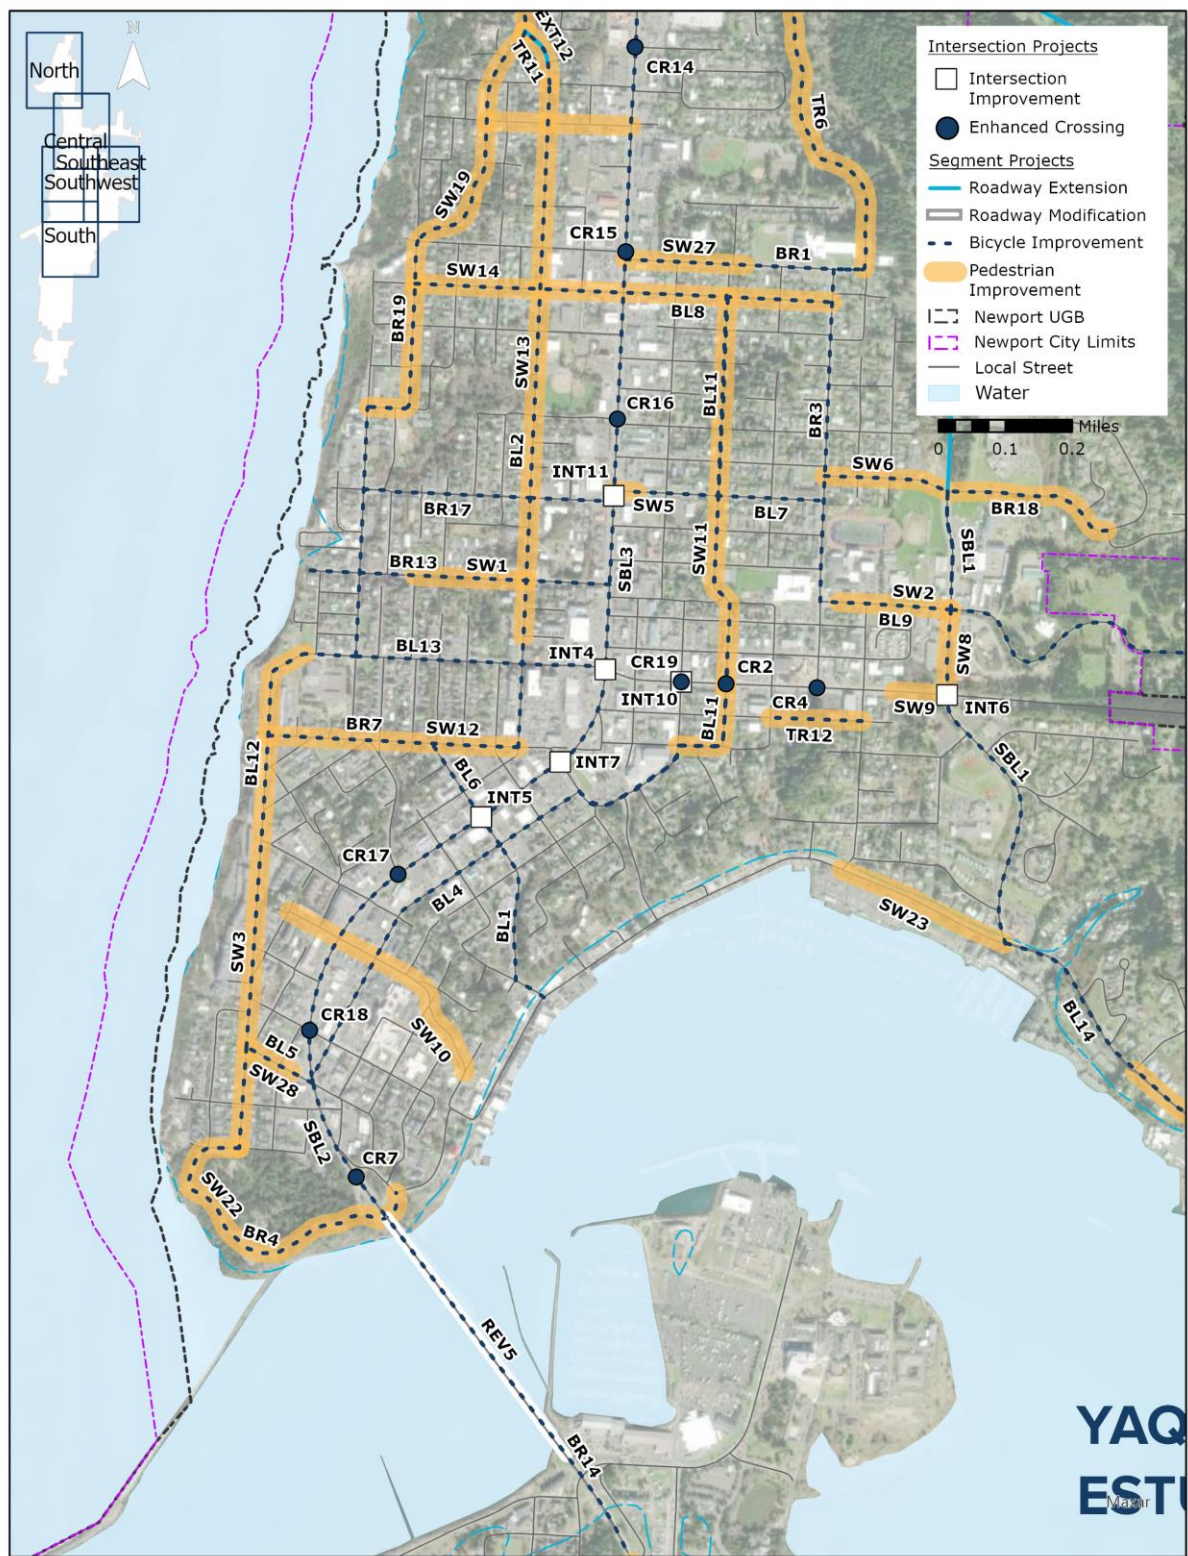 N
North
Central
Southeast
Southwest
South
Intersection Projects
Intersection
Improvement
Enhanced Crossing
Segment Projects
Roadway Extension
Roadway Modification
Bicycle Improvement
Pedestrian
Improvement
Newport UGB
Newport City Limits
Local Street
Water
Miles
0 0.1 0.2
EXT12
TR11
CR14
TR6
SW19
CR15
SW27
BR1
SW14
BL8
BR19
SW13
BL11
CR16
BR3
BL2
SW6
INT11
SW5
BR17
BL7
BR18
SBL1
SW11
BR13
SW1
SBL3
SW2
BL9
SW8
BL13
INT4
CR19
CR2
INT10
CR4
SW9
INT6
BL11
TR12
BR7
SW12
BL12
INT7
BL6
SBL1
INT5
CR17
BL4
BL1
SW23
SW3
CR18
BL5
SW10
SW28
BL14
SBL2
CR7
SW22
BR4
REV5
BR14
YAQ
ESTU
Maxar